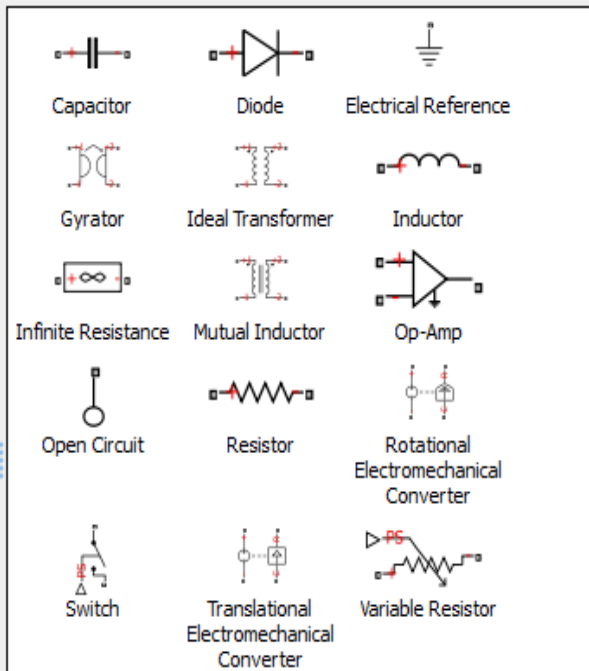 Capacitor
Diode
Electrical Reference
Gyrator
Ideal Transformer
Inductor
Infinite Resistance
Mutual Inductor
Op-Amp
Open Circuit
Resistor
Rotational
Electromechanical
Converter
PS
Switch
Translational
Electromechanical
Converter
PS
Variable Resistor